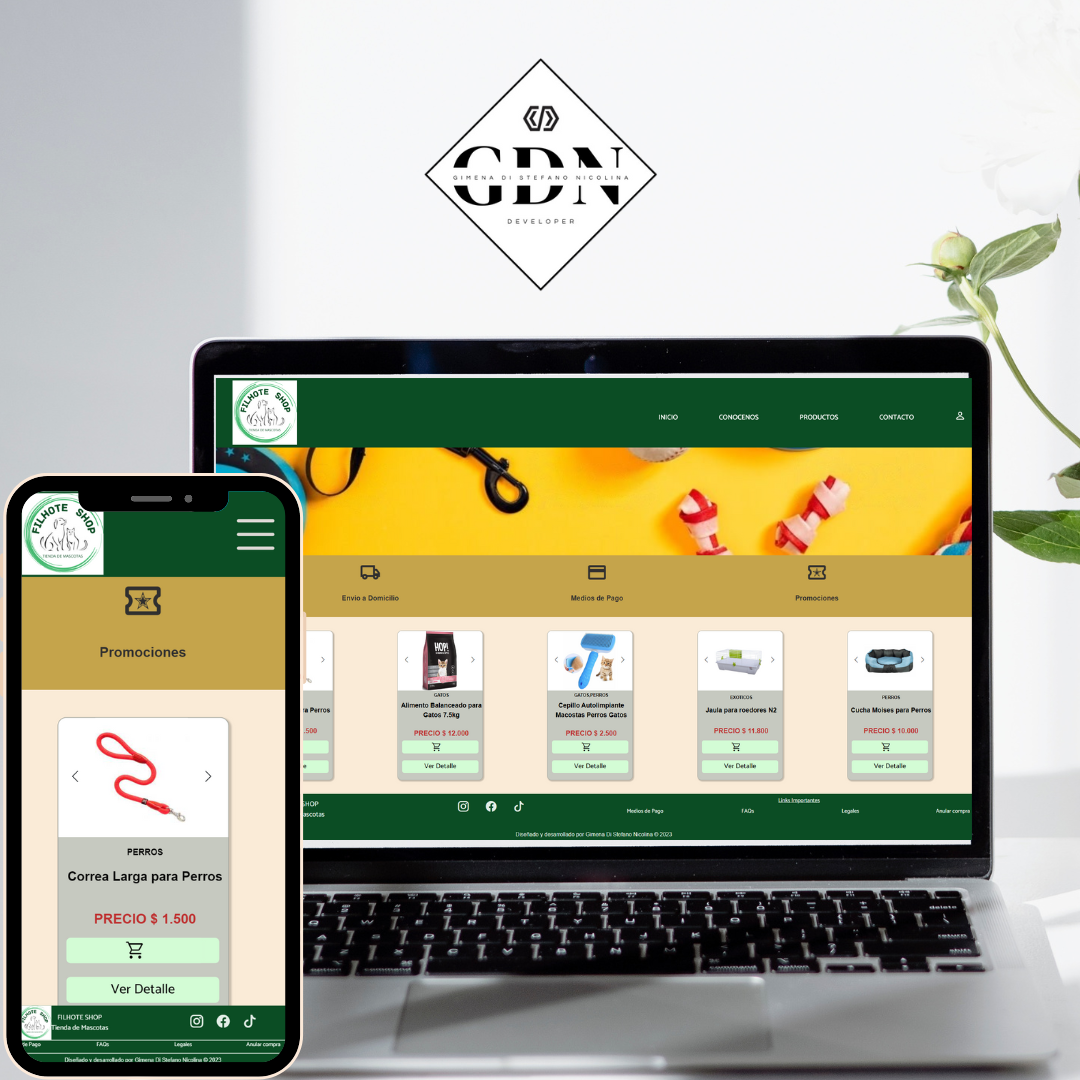 GDN
GIMENA DI STEFANO NICOLINA
DEVELOPER
FILHOTE SHOP
TIENDA DE MASCOTAS
INICIO
CONOCENOS
PRODUCTOS
CONTACTO
Envio a Domicilio
Medios de Pago
Promociones
Perros
.500
HOP!
GATOS
Alimento Balanceado para
Gatos 7.5kg
PRECIO $ 12.000
Ver Detalle
GATOS,PERROS
Cepillo Autolimpiante
Macostas Perros Gatos
PRECIO $ 2.500
Ver Detalle
EXOTICOS
Jaula para roedores N2
PRECIO $ 11.800
Ver Detalle
PERROS
Cucha Moises para Perros
PRECIO $ 10.000
Ver Detalle
SHOP
ascotas
Links Importantes
Medios de Pago
FAQs
Legales
Anular compra
Diseñado y desarrollado por Gimena Di Stefano Nicolina © 2023
FILHOTE SHOP
TIENDA DE MASCOTAS
Promociones
PERROS
Correa Larga para Perros
PRECIO $ 1.500
Ver Detalle
FILHOTE SHOP
Tienda de Mascotas
de Pago
FAQs
Legales
Anular compra
Diseñado y desarrollado por Gimena Di Stefano Nicolina © 2023
delete